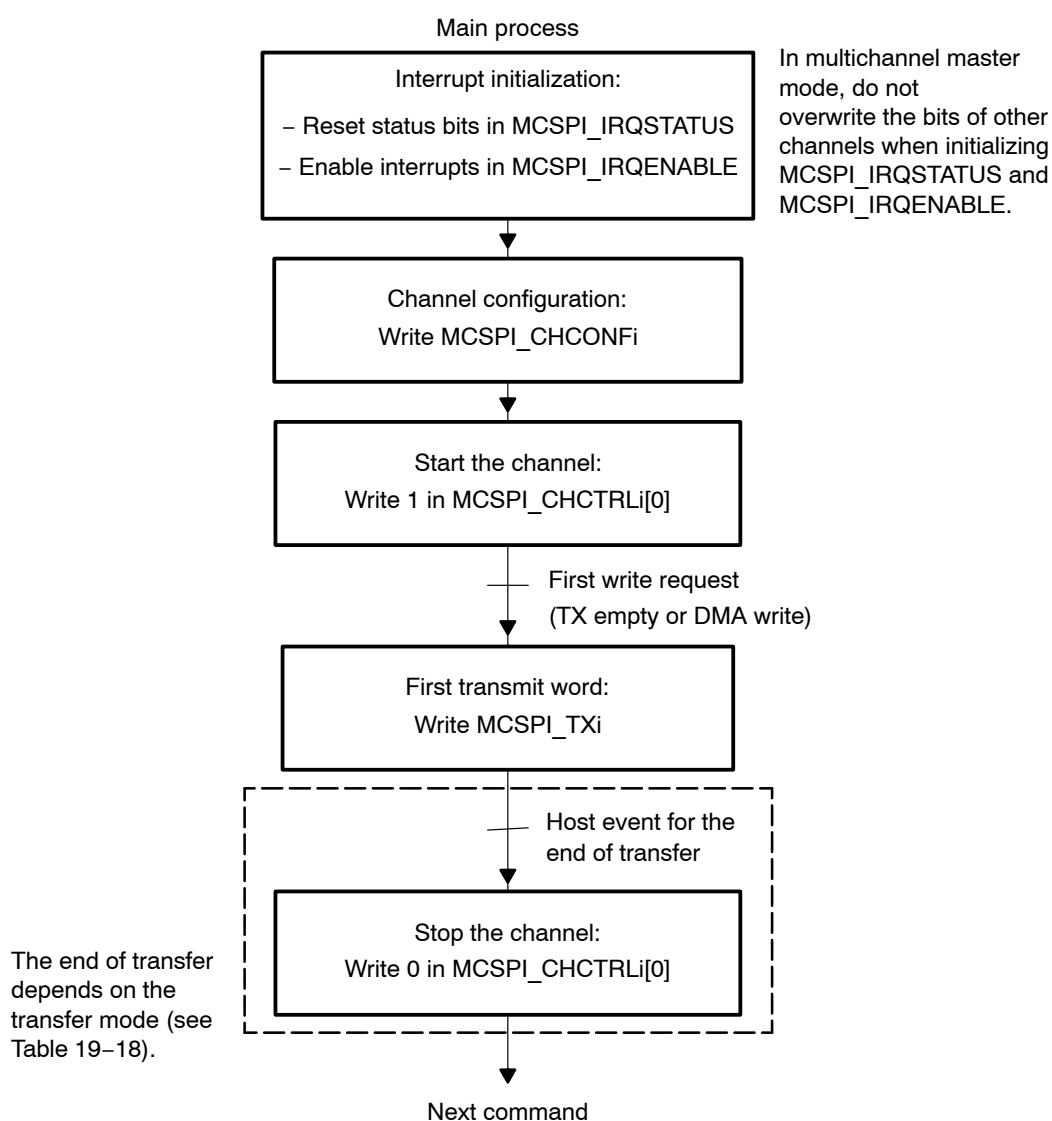 Main process
Interrupt initialization:
– Reset status bits in MCSPI_IRQSTATUS
– Enable interrupts in MCSPI_IRQENABLE
In multichannel master
mode, do not
overwrite the bits of other
channels when initializing
MCSPI_IRQSTATUS and
MCSPI_IRQENABLE.
Channel configuration:
Write MCSPI_CHCONFi
Start the channel:
Write 1 in MCSPI_CHCTRLi[0]
First write request
(TX empty or DMA write)
First transmit word:
Write MCSPI_TXi
Host event for the
end of transfer
Stop the channel:
Write 0 in MCSPI_CHCTRLi[0]
The end of transfer
depends on the
transfer mode (see
Table 19–18).
Next command